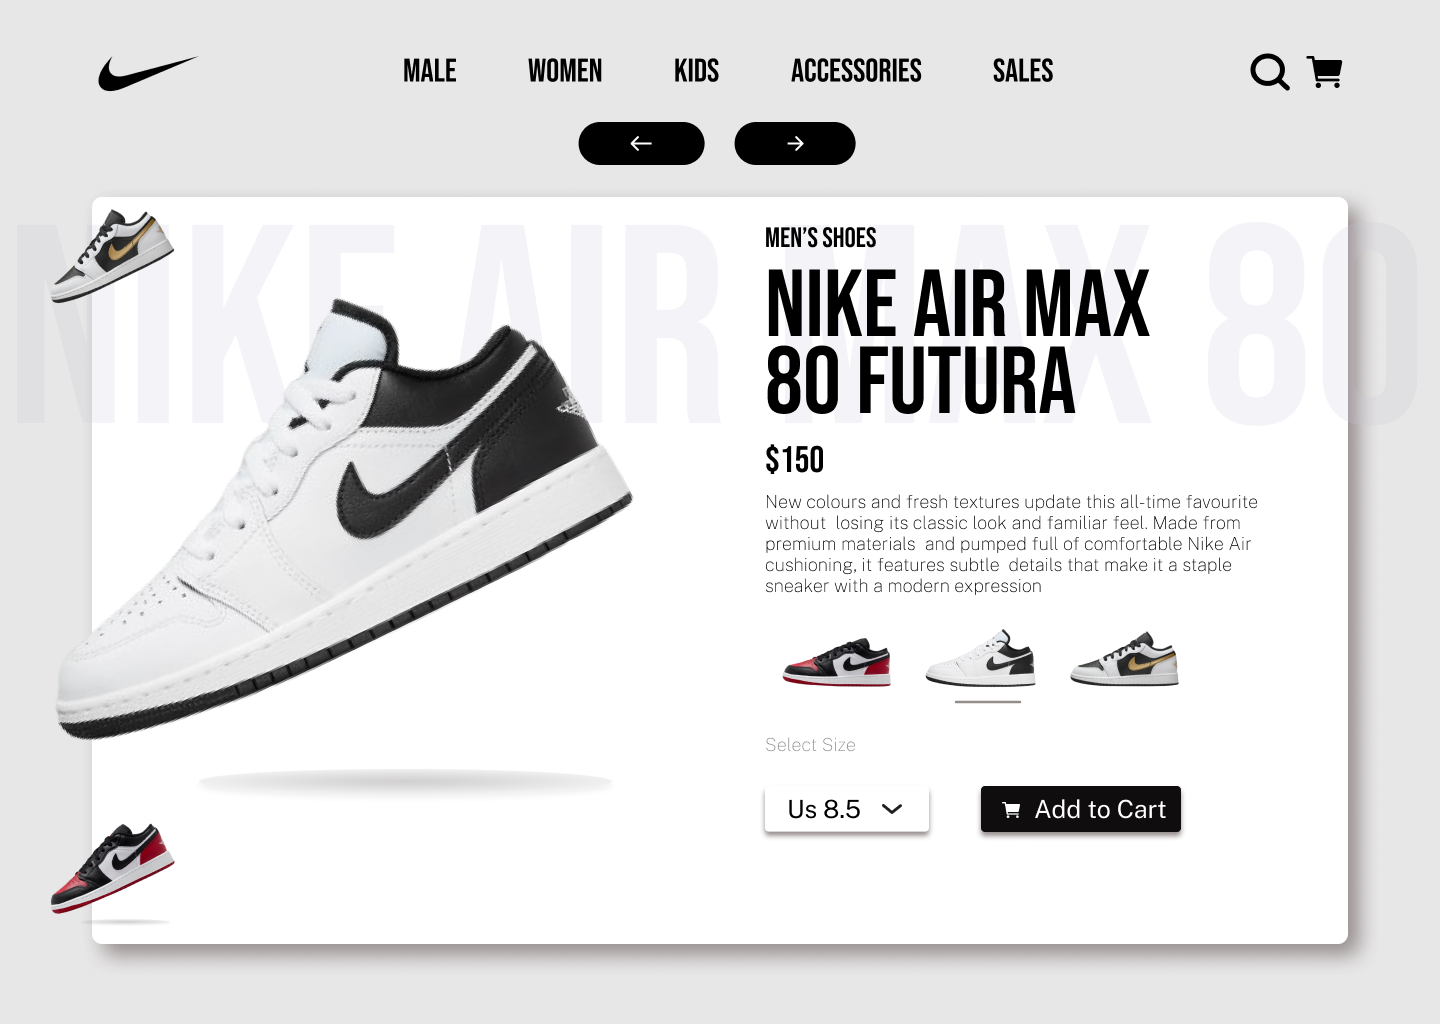 MALE WOMEN KIDS ACCESSORIES SALES
NIKE AIR MAX 80
MEN’S SHOES
NIKE AIR MAX
80 FUTURA
$150
New colours and fresh textures update this all-time favourite
without  losing its classic look and familiar feel. Made from
premium materials  and pumped full of comfortable Nike Air
cushioning, it features subtle  details that make it a staple
sneaker with a modern expression
Select Size
Us 8.5
Add to Cart